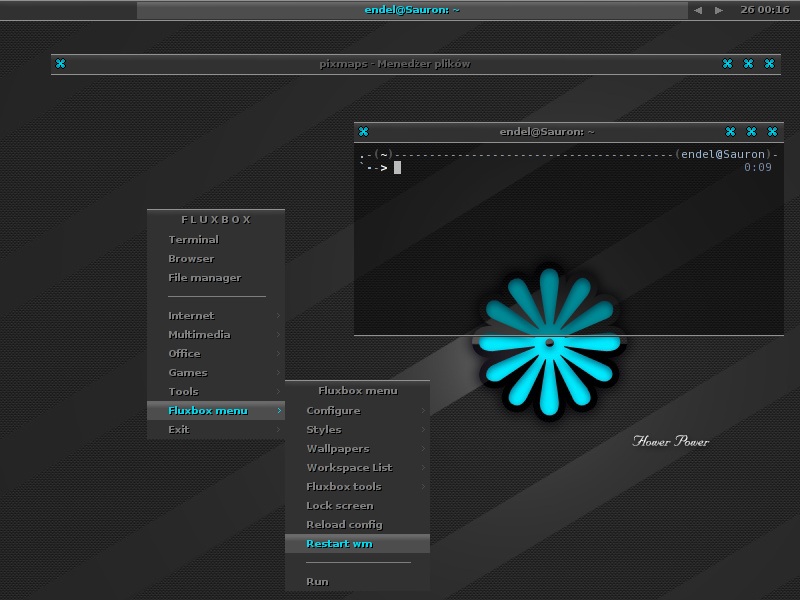 endel@Sauron: ~
26 00:16
pixmaps - Menedżer plików
endel@Sauron: ~
.-(~)---------------------------------------(endel@Sauron)-
`--> 0:09
FLUXBOX
Terminal
Browser
File manager
Internet
Multimedia
Office
Games
Tools
Fluxbox menu
Exit
Fluxbox menu
Configure
Styles
Wallpapers
Workspace List
Fluxbox tools
Lock screen
Reload config
Restart wm
Run
Flower Power